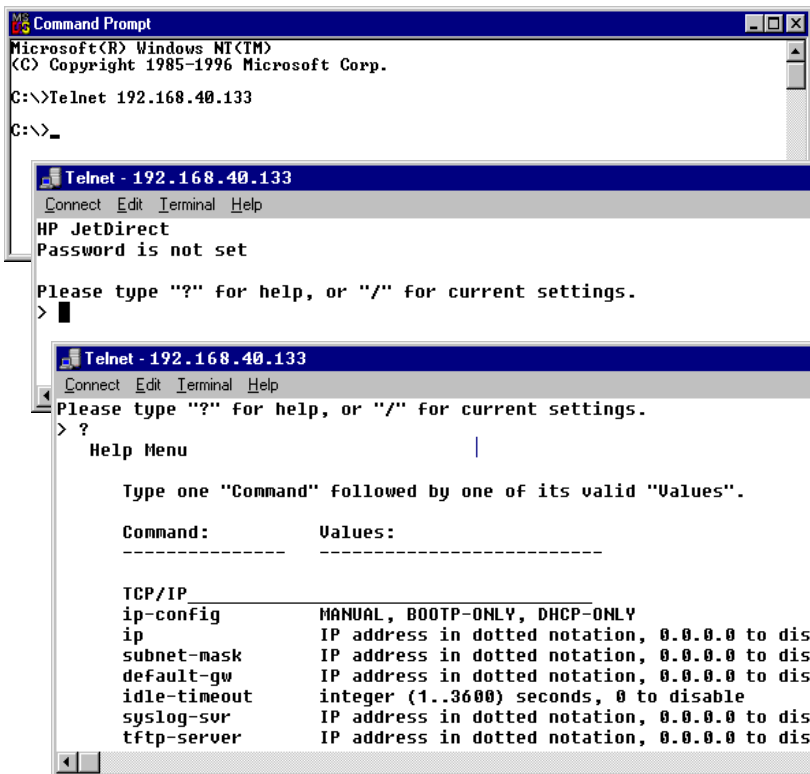 Command Prompt
Microsoft(R) Windows NT(TM)
(C) Copyright 1985-1996 Microsoft Corp.
C:\>Telnet 192.168.40.133
C:\>_
Telnet - 192.168.40.133
Connect Edit Terminal Help
HP JetDirect
Password is not set
Please type "?" for help, or "/" for current settings.
>
Telnet - 192.168.40.133
Connect Edit Terminal Help
Please type "?" for help, or "/" for current settings.
> ?
Help Menu
Type one "Command" followed by one of its valid "Values".
Command: Values:
--------------- --------------------------
TCP/IP
ip-config MANUAL, BOOTP-ONLY, DHCP-ONLY
ip IP address in dotted notation, 0.0.0.0 to dis
subnet-mask IP address in dotted notation, 0.0.0.0 to dis
default-gw IP address in dotted notation, 0.0.0.0 to dis
idle-timeout integer (1..3600) seconds, 0 to disable
syslog-svr IP address in dotted notation, 0.0.0.0 to dis
tftp-server IP address in dotted notation, 0.0.0.0 to dis